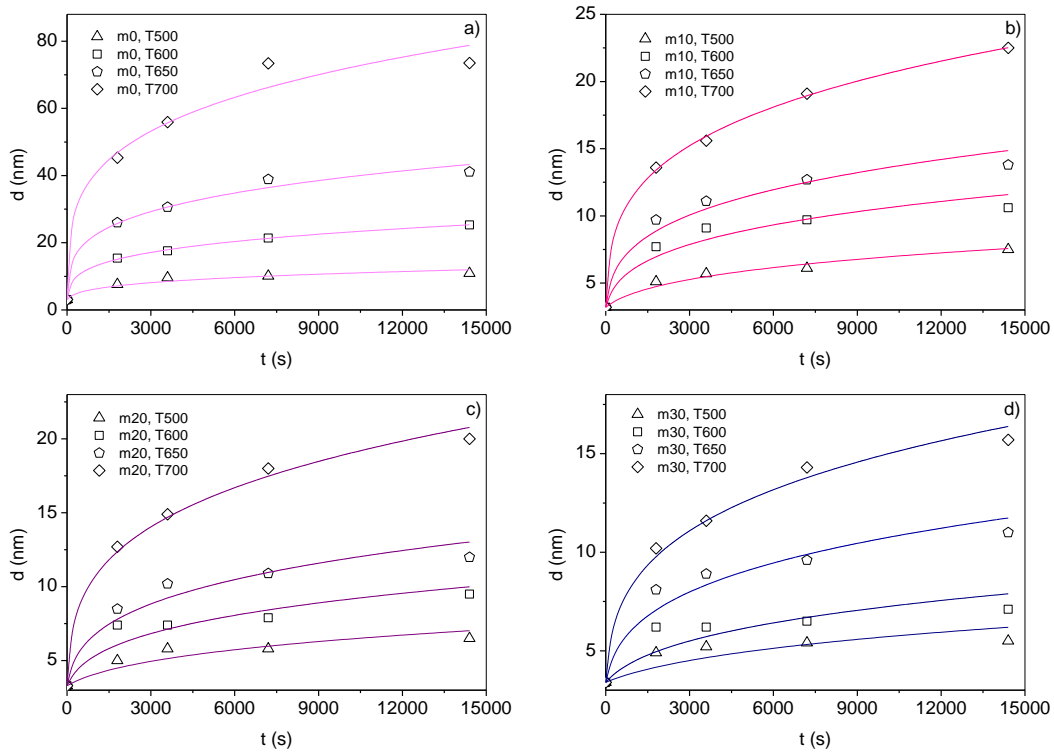 a)
m0, T500
m0, T600
m0, T650
m0, T700
80
60
40
20
0
d (nm)
0 3000 6000 9000 12000 15000
t (s)
b)
m10, T500
m10, T600
m10, T650
m10, T700
25
20
15
10
5
d (nm)
0 3000 6000 9000 12000 15000
t (s)
c)
m20, T500
m20, T600
m20, T650
m20, T700
20
15
10
5
d (nm)
0 3000 6000 9000 12000 15000
t (s)
d)
m30, T500
m30, T600
m30, T650
m30, T700
15
10
5
d (nm)
0 3000 6000 9000 12000 15000
t (s)